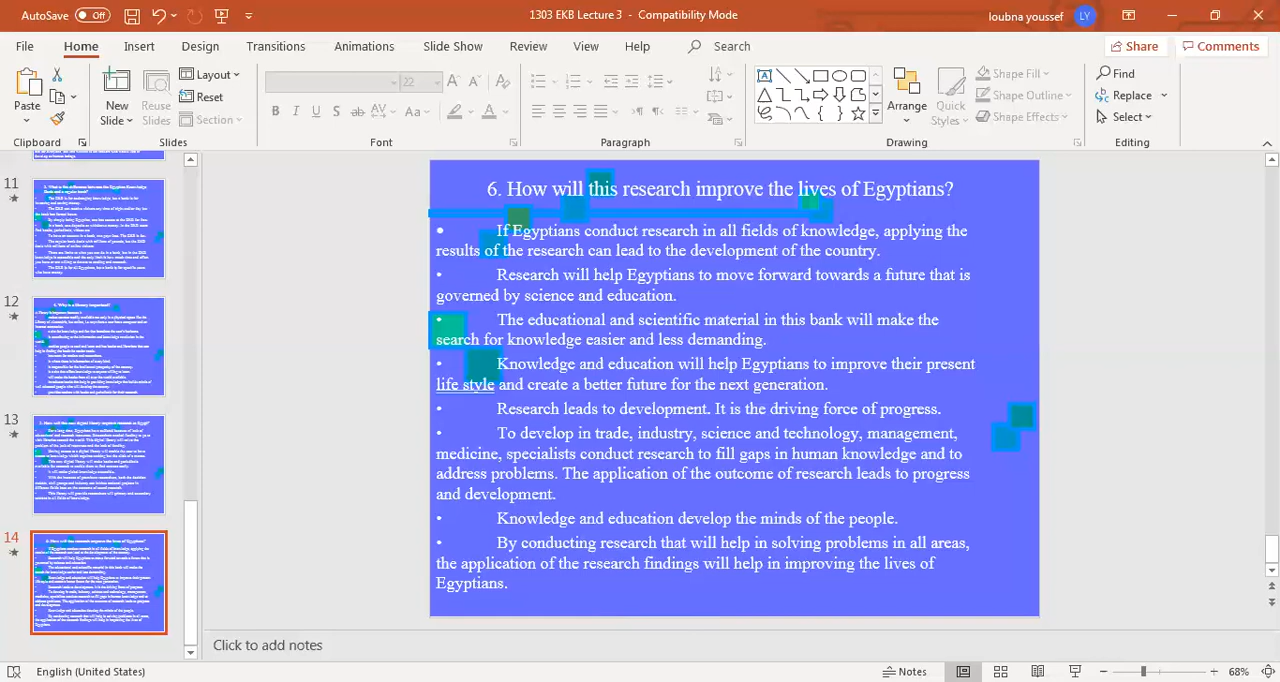 AutoSave Off 1303 EKB Lecture 3 - Compatibility Mode loubna youssef LY
File Home Insert Design Transitions Animations Slide Show Review View Help Search Share Comments
Paste New Slide Reuse Slides Layout Reset Section 22 Arrange Quick Styles Shape Fill Shape Outline Shape Effects Find Replace Select
Clipboard Slides Font Paragraph Drawing Editing
11
12
13
14
6. How will this research improve the lives of Egyptians?
• If Egyptians conduct research in all fields of knowledge, applying the
results of the research can lead to the development of the country.
• Research will help Egyptians to move forward towards a future that is
governed by science and education.
• The educational and scientific material in this bank will make the
search for knowledge easier and less demanding.
• Knowledge and education will help Egyptians to improve their present
life style and create a better future for the next generation.
• Research leads to development. It is the driving force of progress.
• To develop in trade, industry, science and technology, management,
medicine, specialists conduct research to fill gaps in human knowledge and to
address problems. The application of the outcome of research leads to progress
and development.
• Knowledge and education develop the minds of the people.
• By conducting research that will help in solving problems in all areas,
the application of the research findings will help in improving the lives of
Egyptians.
Click to add notes
English (United States) Notes 68%